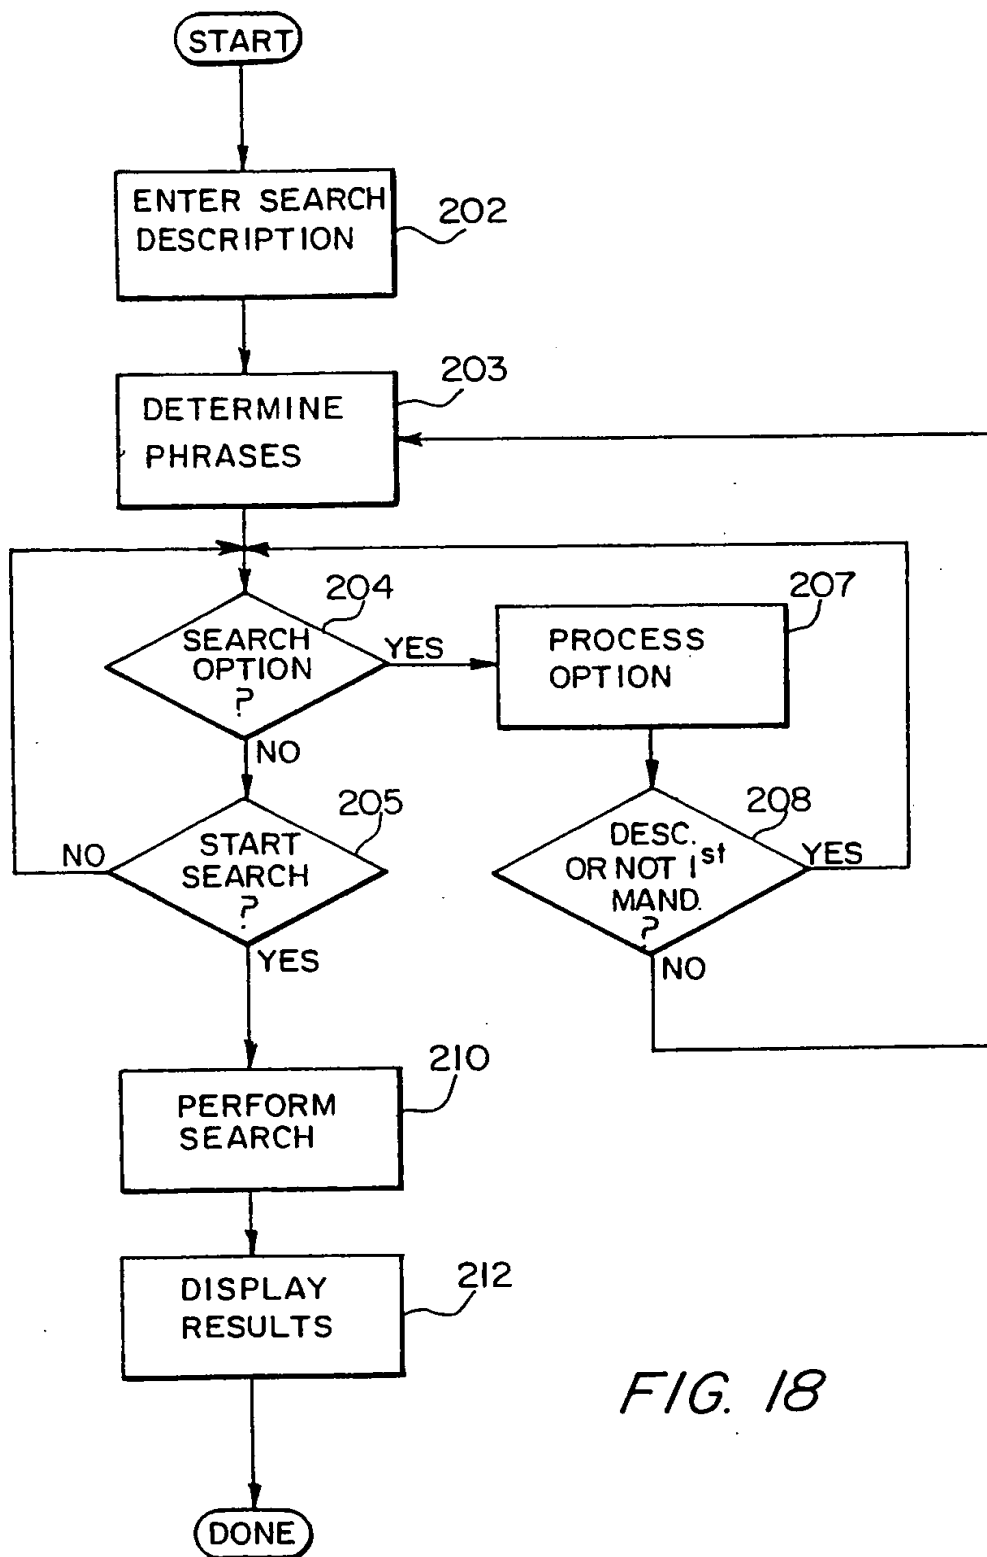 START
ENTER SEARCH
DESCRIPTION
202
DETERMINE
PHRASES
203
SEARCH
OPTION
?
204
YES
NO
PROCESS
OPTION
207
START
SEARCH
?
205
NO
YES
DESC.
OR NOT 1st
MAND.
?
208
YES
NO
PERFORM
SEARCH
210
DISPLAY
RESULTS
212
DONE
FIG. 18